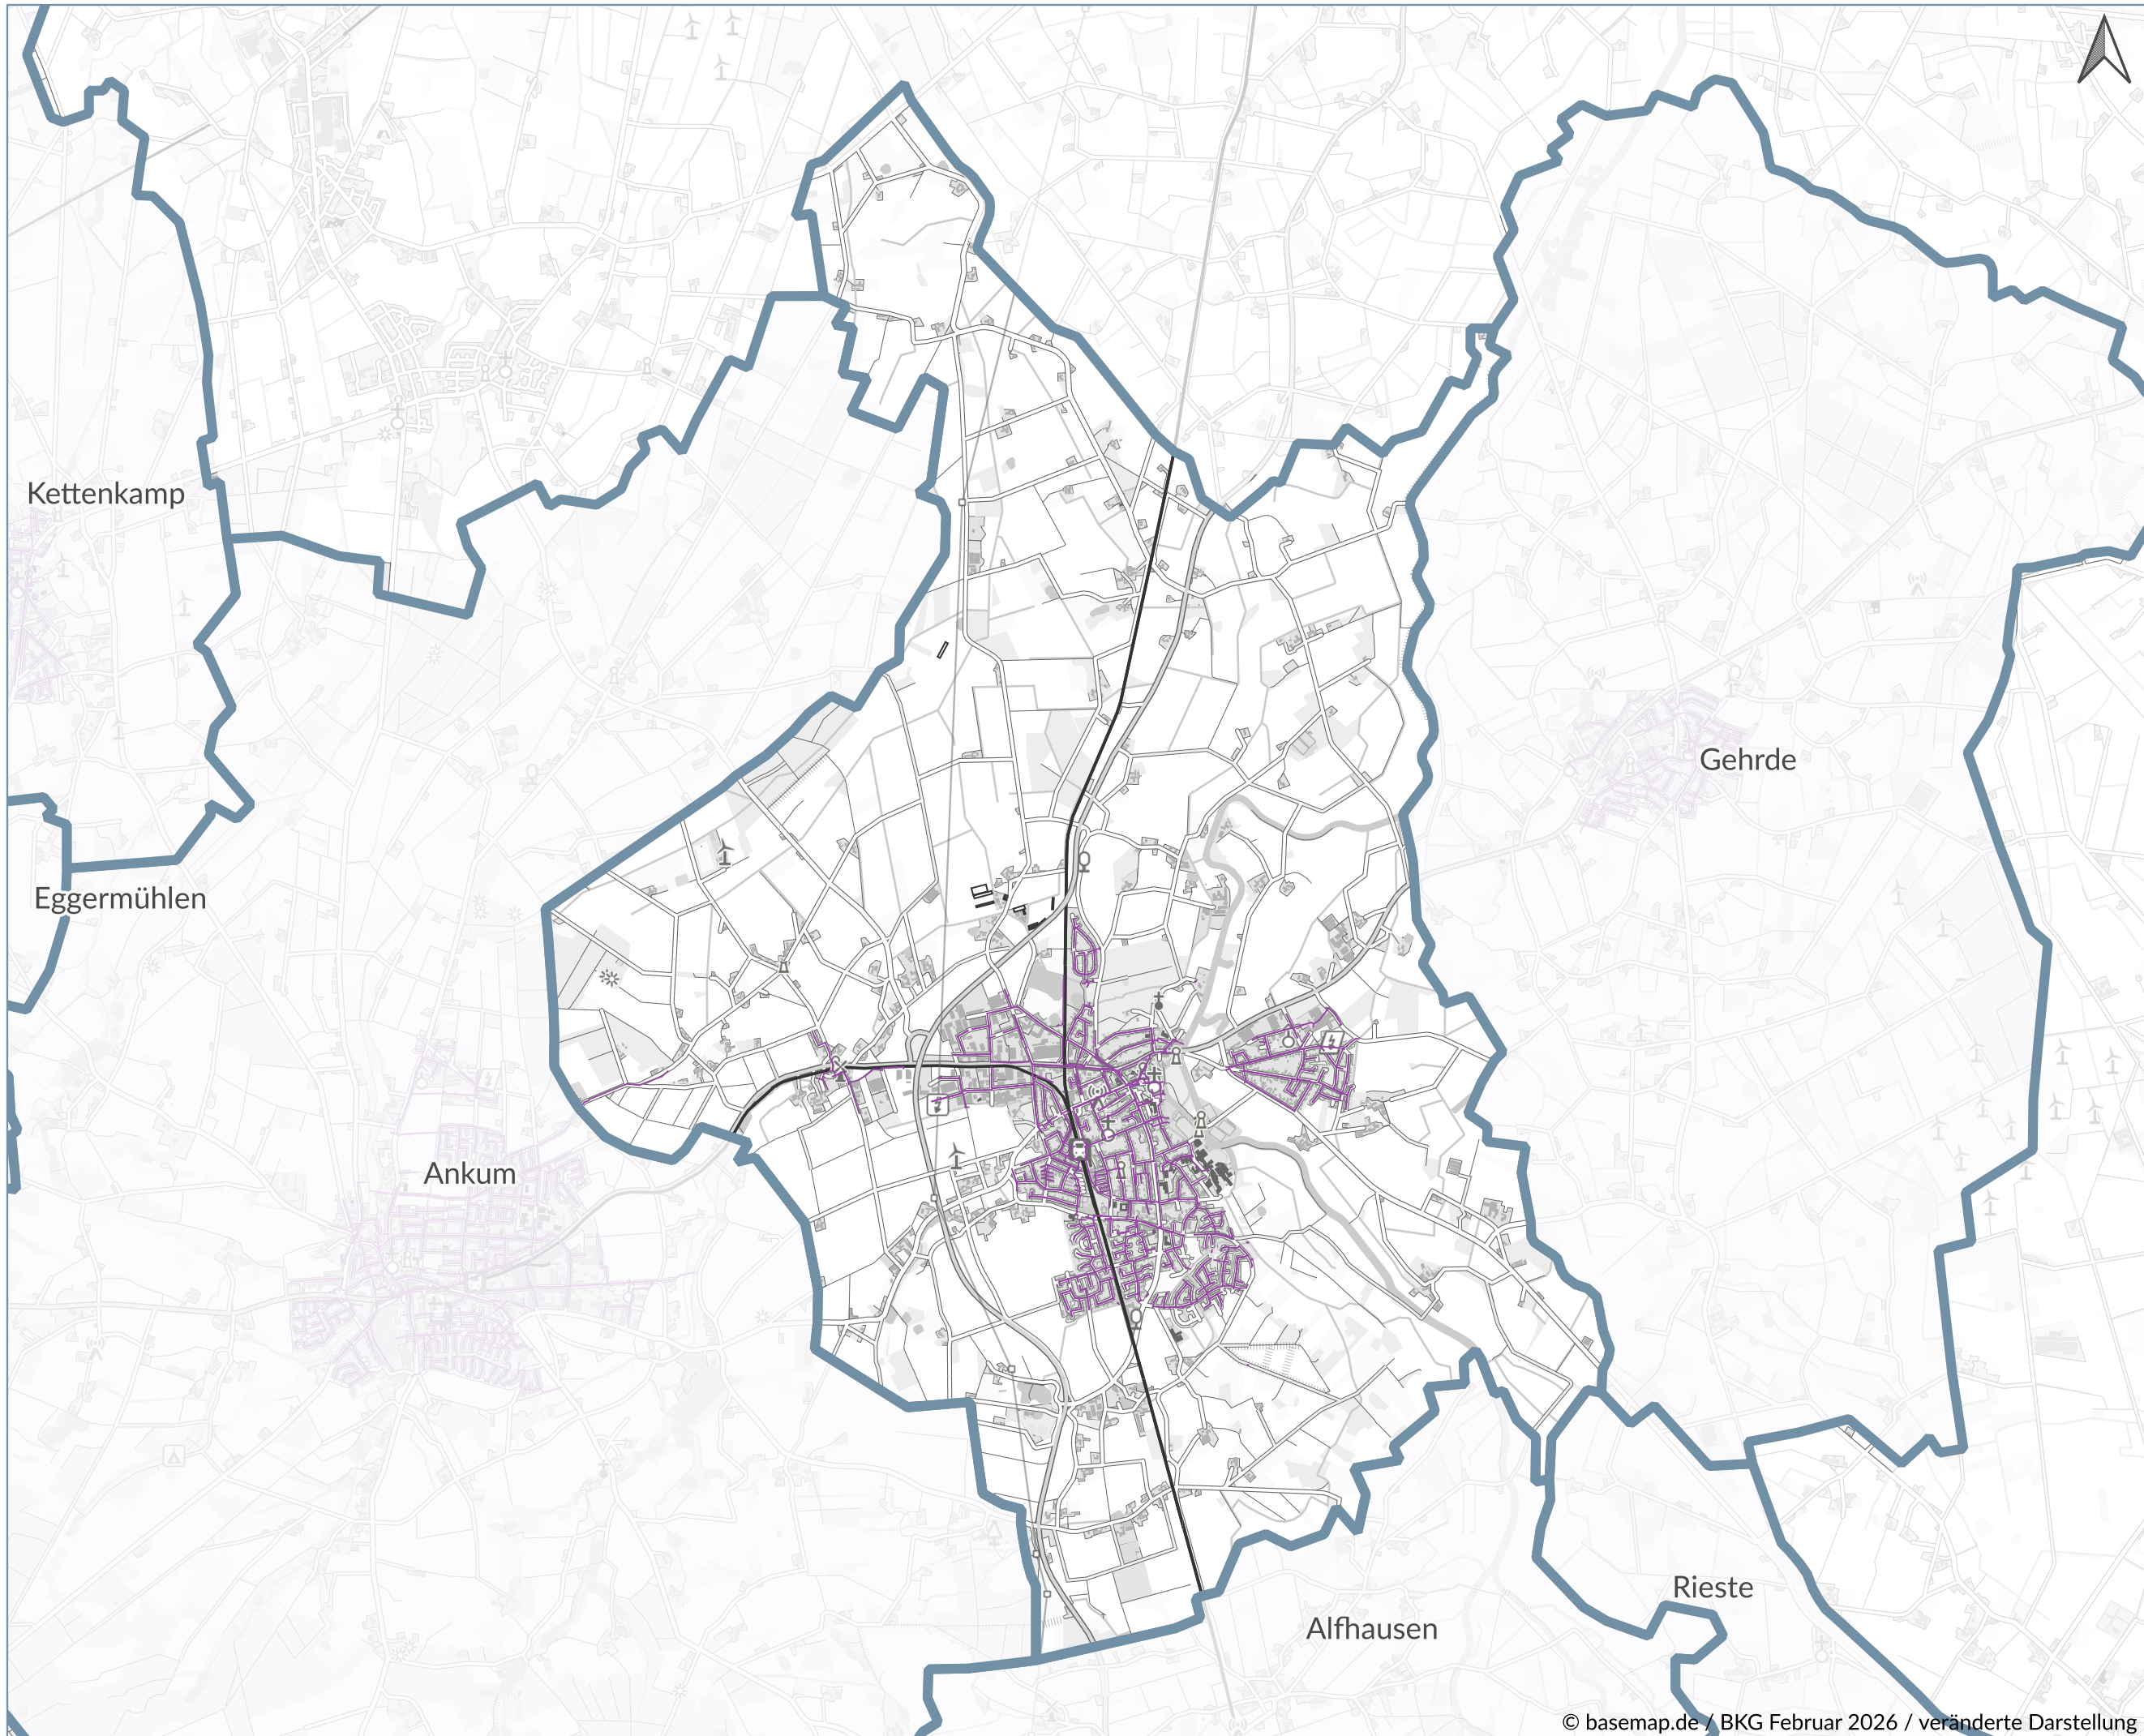 Kettenkamp
Gehrde
Eggermühlen
Ankum
Rieste
Alfhausen
© basemap.de / BKG Februar 2026 / veränderte Darstellung